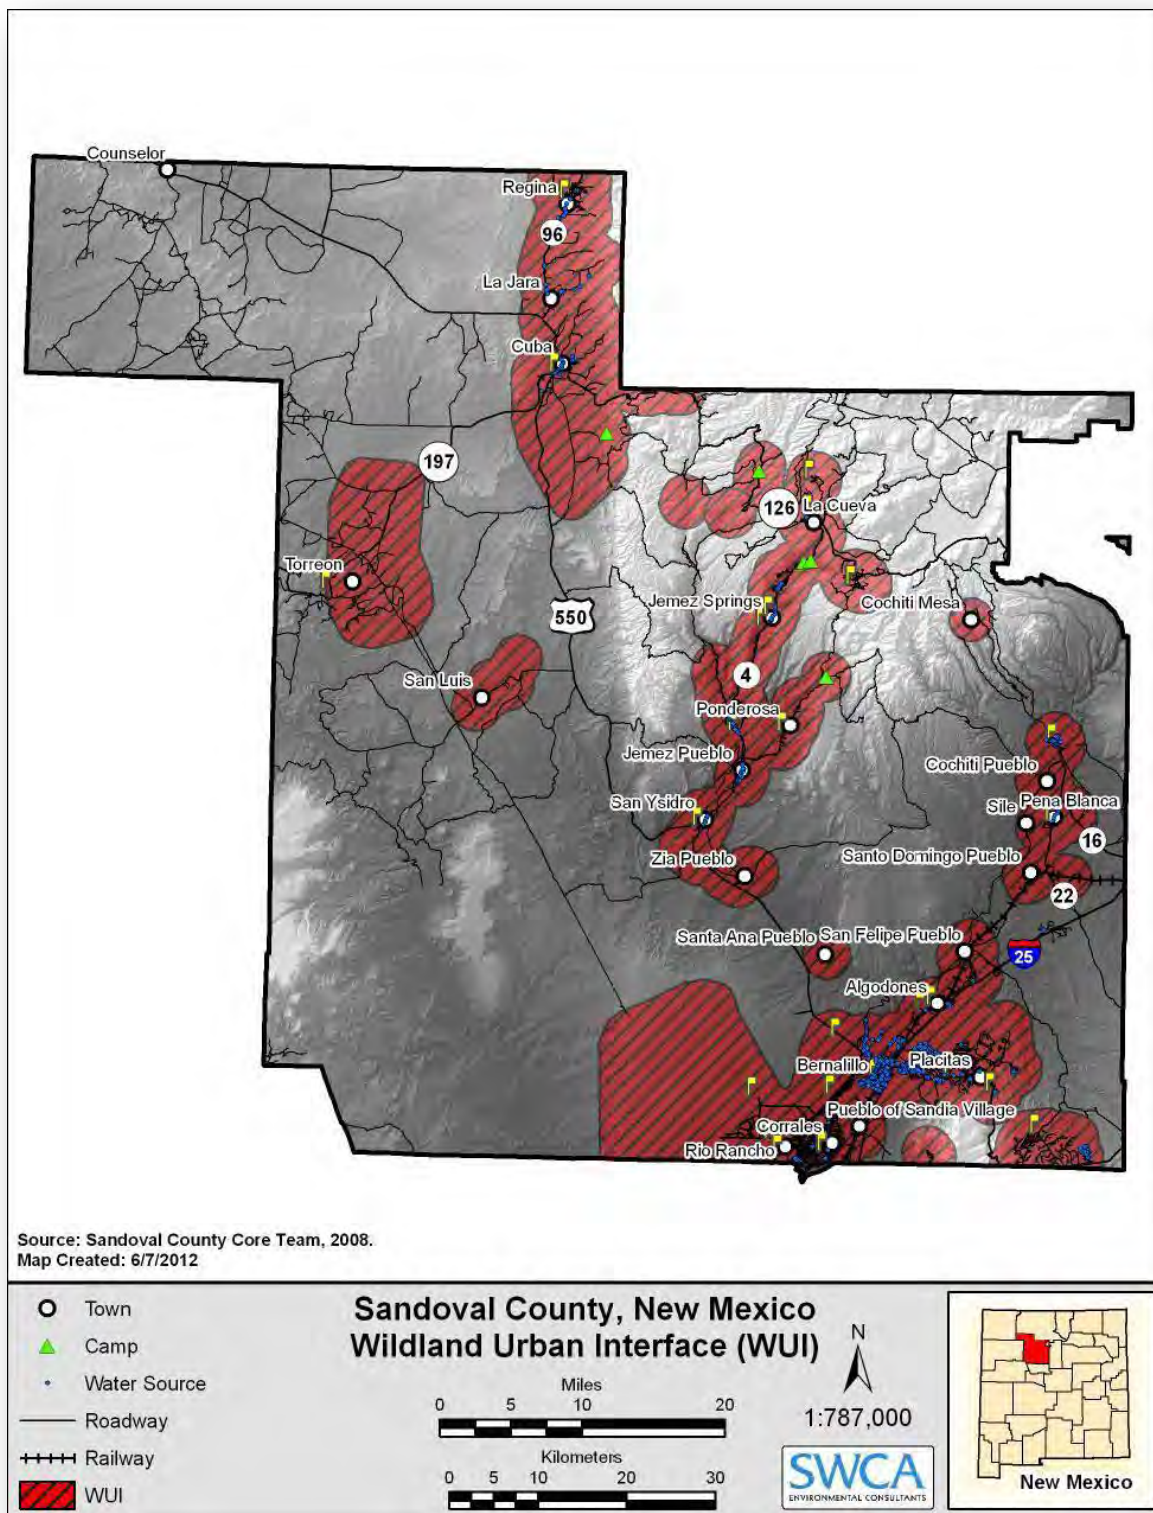 Counselor
Regina
96
La Jara
Cuba
197
126
La Cueva
Torreon
Jemez Springs
Cochiti Mesa
550
4
San Luis
Ponderosa
Jemez Pueblo
Cochiti Pueblo
San Ysidro
Sile
Pena Blanca
16
Zia Pueblo
Santo Domingo Pueblo
22
Santa Ana Pueblo
San Felipe Pueblo
25
Algodones
Bernalillo
Placitas
Pueblo of Sandia Village
Corrales
Rio Rancho
Source: Sandoval County Core Team, 2008.
Map Created: 6/7/2012
Town
Camp
Water Source
Roadway
Railway
WUI
Sandoval County, New Mexico
Wildland Urban Interface (WUI)
Miles
0 5 10 20
Kilometers
0 5 10 20 30
N
1:787,000
SWCA
ENVIRONMENTAL CONSULTANTS
New Mexico